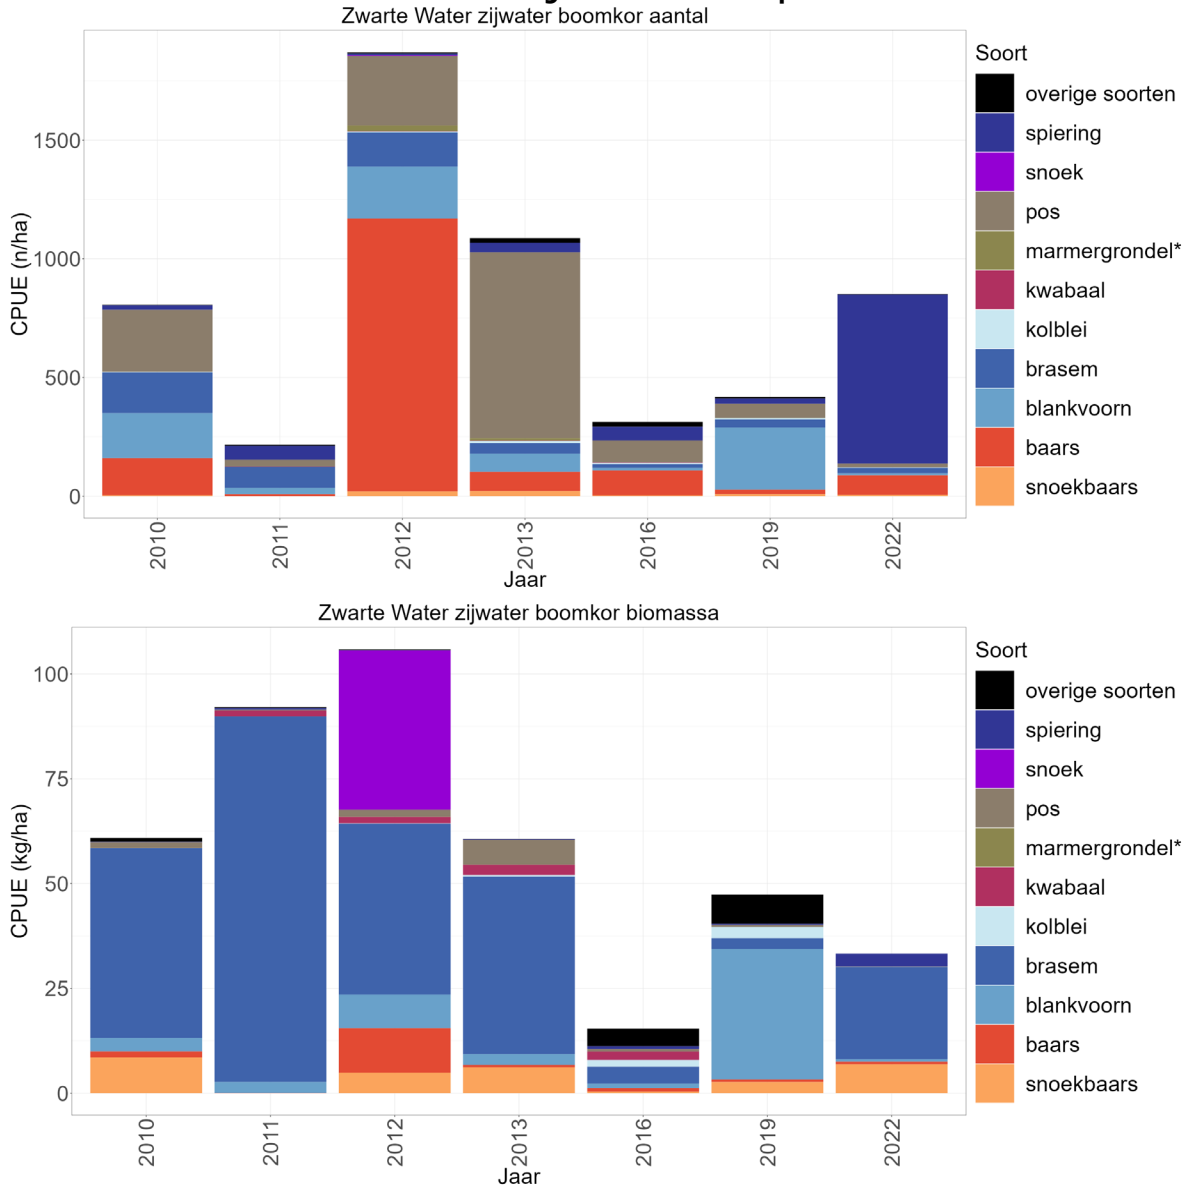 Zwarte Water zijwater boomkor aantal
CPUE (n/ha)
1500
1000
500
0
2010
2011
2012
2013
2016
2019
2022
Jaar
Soort
overige soorten
spiering
snoek
pos
marmergrondel*
kwabaal
kolblei
brasem
blankvoorn
baars
snoekbaars
Zwarte Water zijwater boomkor biomassa
CPUE (kg/ha)
100
75
50
25
0
2010
2011
2012
2013
2016
2019
2022
Jaar
Soort
overige soorten
spiering
snoek
pos
marmergrondel*
kwabaal
kolblei
brasem
blankvoorn
baars
snoekbaars